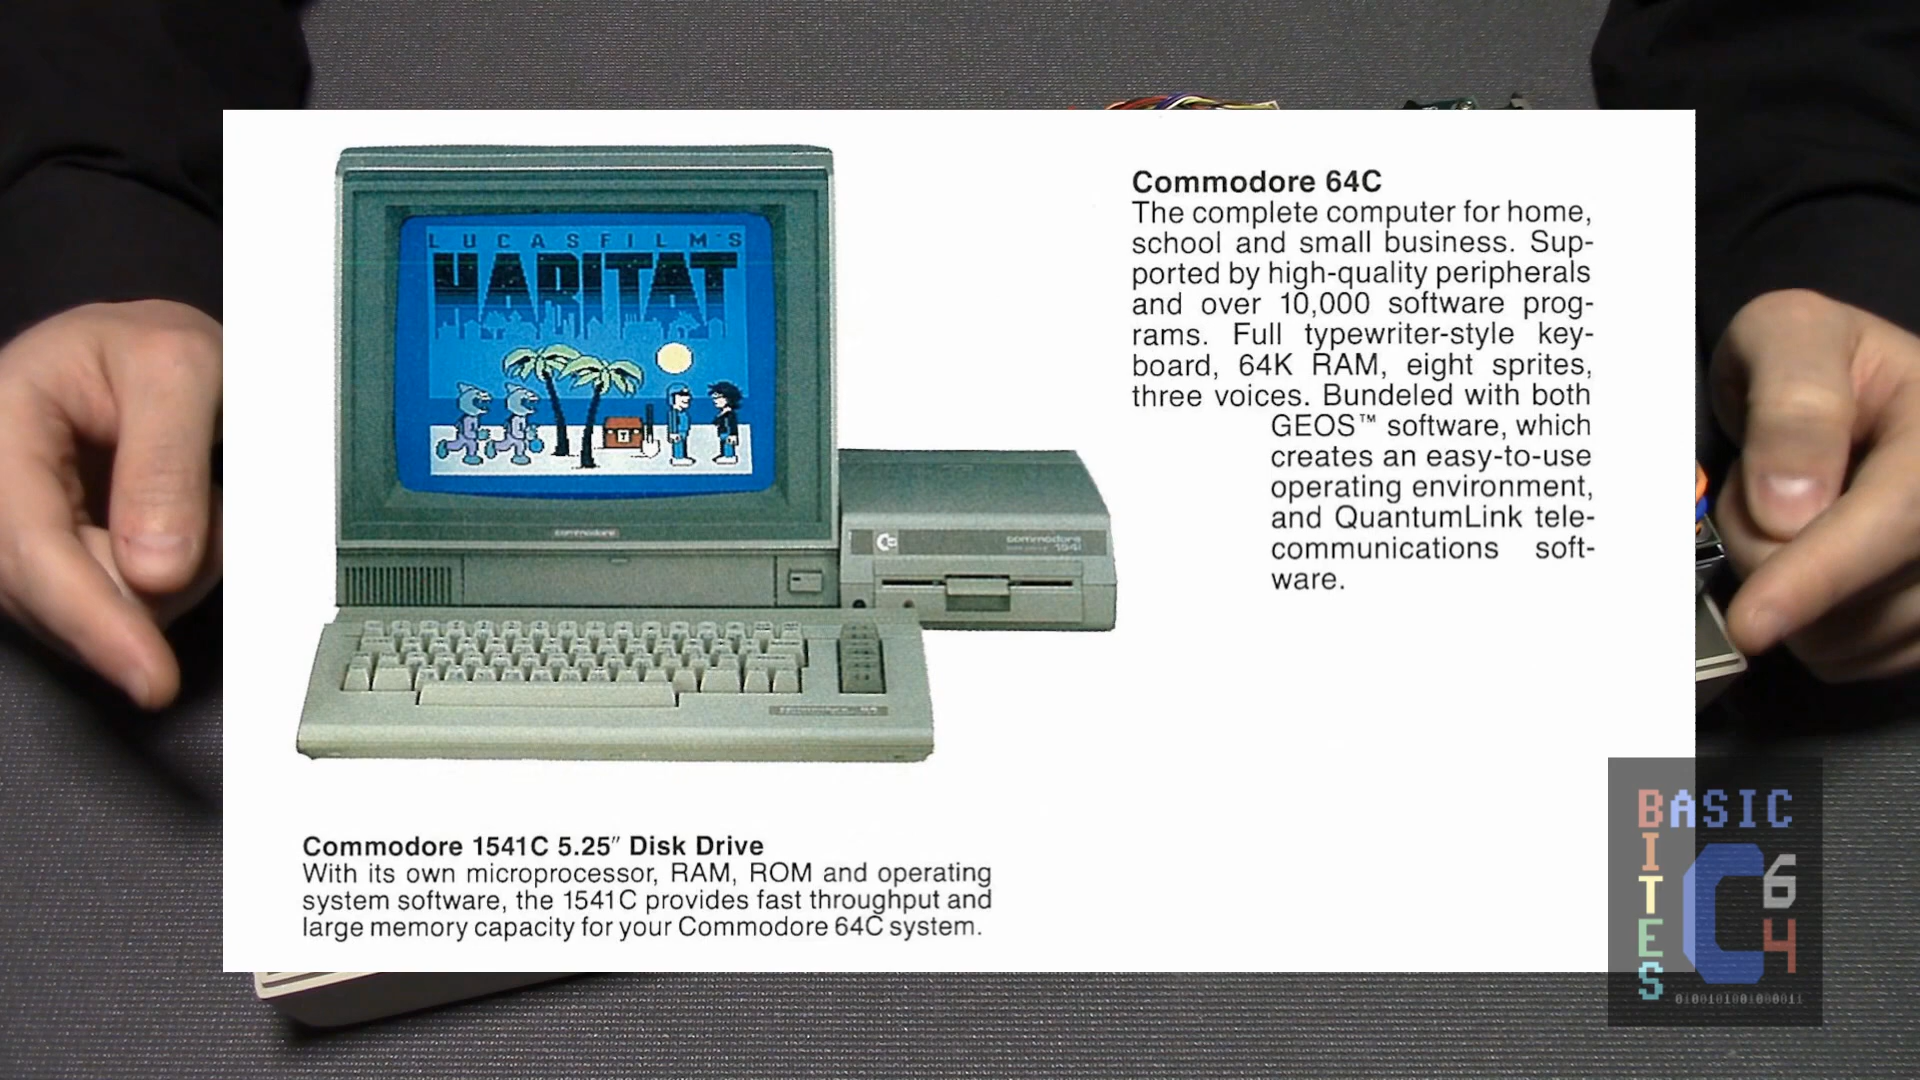 LUCASFILM'S
HABITAT
commodore
commodore
1541
Commodore 64C
The complete computer for home,
school and small business. Sup-
ported by high-quality peripherals
and over 10,000 software prog-
rams. Full typewriter-style key-
board, 64K RAM, eight sprites,
three voices. Bundeled with both
GEOS™ software, which
creates an easy-to-use
operating environment,
and QuantumLink tele-
communications soft-
ware.
Commodore 1541C 5.25″ Disk Drive
With its own microprocessor, RAM, ROM and operating
system software, the 1541C provides fast throughput and
large memory capacity for your Commodore 64C system.
BASIC
BITES
C64